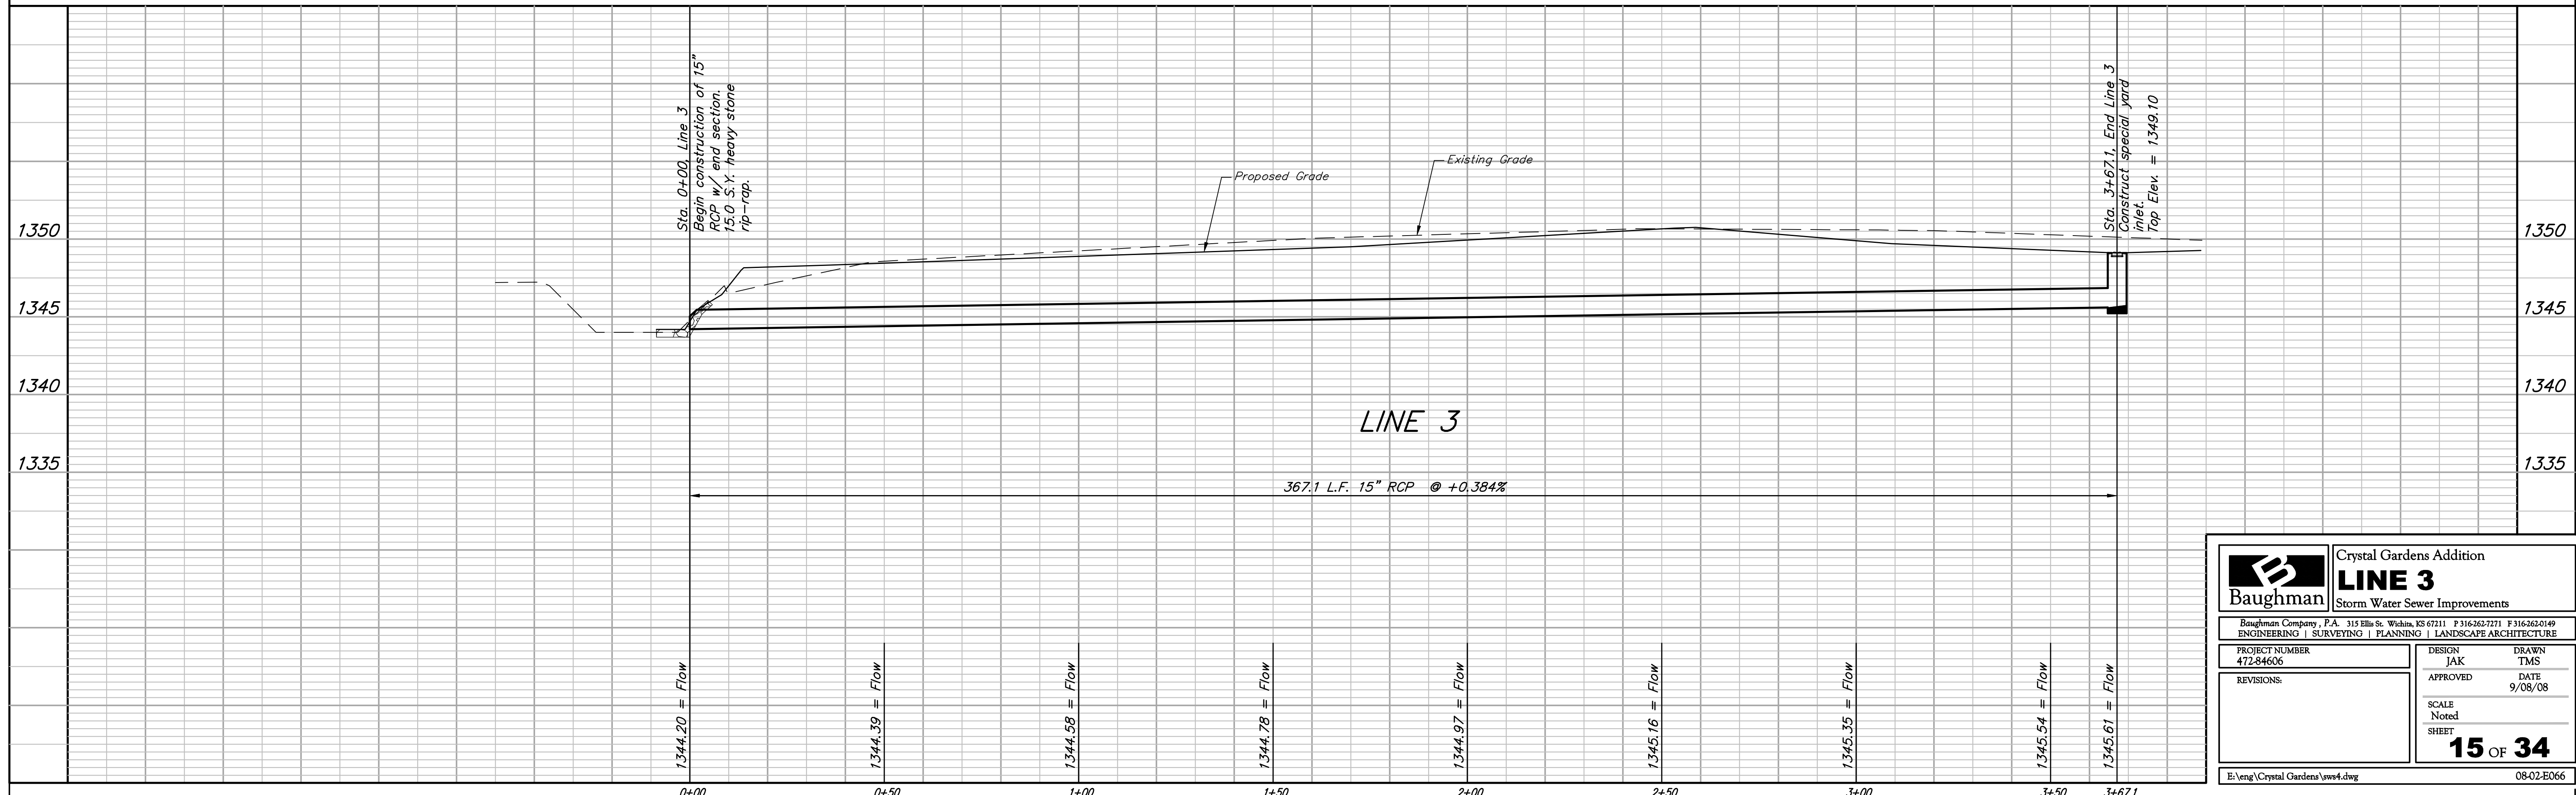 Sta. 0+00, Line 3
Begin construction of 15"
RCP w/ end section.
15.0 S.Y. heavy stone
rip-rap.
Proposed Grade
Existing Grade
Sta. 3+67.1, End Line 3
Construct special yard
inlet.
Top Elev. = 1349.10
1350
1345
1340
1335
1350
1345
1340
1335
LINE 3
367.1 L.F. 15" RCP @ +0.384%
1344.20 = Flow
1344.39 = Flow
1344.58 = Flow
1344.78 = Flow
1344.97 = Flow
1345.16 = Flow
1345.35 = Flow
1345.54 = Flow
1345.61 = Flow
0+00
0+50
1+00
1+50
2+00
2+50
3+00
3+50
3+67.1
B
Baughman
Crystal Gardens Addition
LINE 3
Storm Water Sewer Improvements
Baughman Company, P.A. 315 Ellis St. Wichita, KS 67211 P 316-262-7271 F 316-262-0149
ENGINEERING | SURVEYING | PLANNING | LANDSCAPE ARCHITECTURE
PROJECT NUMBER
472-84606
REVISIONS:
DESIGN
JAK
DRAWN
TMS
APPROVED
DATE
9/08/08
SCALE
Noted
SHEET
15 OF 34
E:\eng\Crystal Gardens\sws4.dwg
08-02-E066